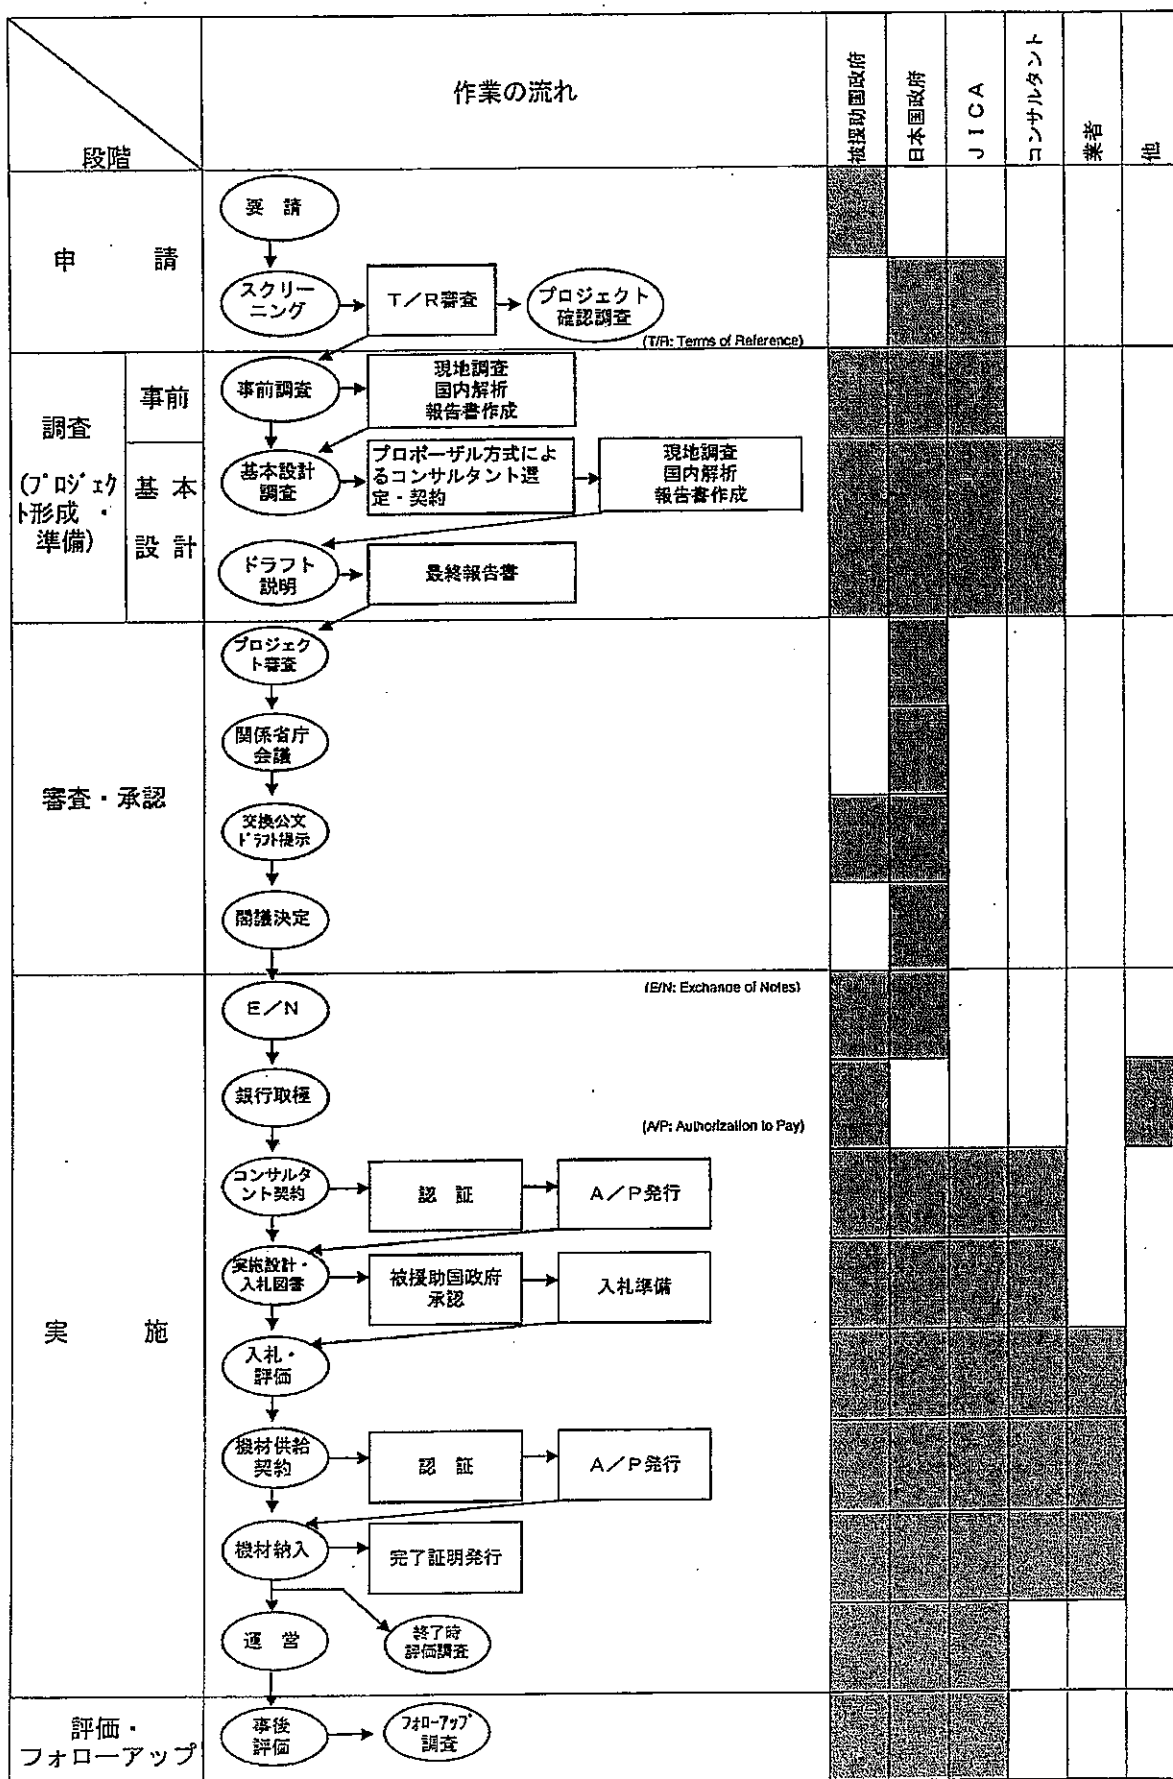 作業の流れ
段階
被援助国政府
日本国政府
JICA
コンサルタント
業者
他
申 請
要 請
スクリー
ニング
T/R審査
プロジェクト
確認調査
(T/R: Terms of Reference)
調査
(プロジェク
ト形成・
準備)
事前
事前調査
現地調査
国内解析
報告書作成
基 本
設 計
基本設計
調査
プロポーザル方式によ
るコンサルタント選
定・契約
現地調査
国内解析
報告書作成
ドラフト
説明
最終報告書
審査・承認
プロジェク
ト審査
関係省庁
会議
交換公文
ドラフト提示
閣議決定
実 施
E/N
(E/N: Exchange of Notes)
銀行取極
(A/P: Authorization to Pay)
コンサルタ
ント契約
認 証
A/P発行
実施設計・
入札図書
被援助国政府
承認
入札準備
入札・
評価
機材供給
契約
認 証
A/P発行
機材納入
完了証明発行
運 営
終了時
評価調査
評価・
フォローアップ
事後
評価
フォローアップ
調査